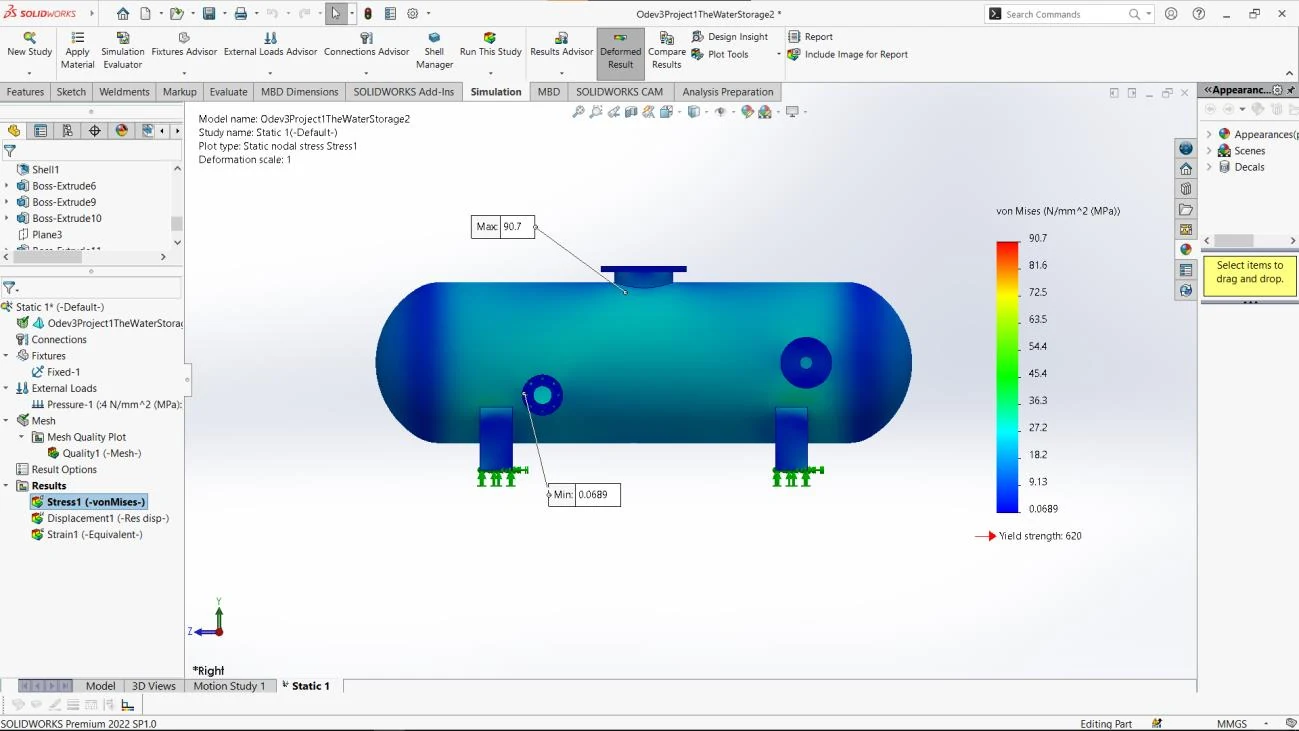 SOLIDWORKS
Odev3Project1TheWaterStorage2 *
Search Commands
New Study
Apply Material
Simulation Evaluator
Fixtures Advisor
External Loads Advisor
Connections Advisor
Shell Manager
Run This Study
Results Advisor
Deformed Result
Compare Results
Design Insight
Plot Tools
Report
Include Image for Report
Features
Sketch
Weldments
Markup
Evaluate
MBD Dimensions
SOLIDWORKS Add-Ins
Simulation
MBD
SOLIDWORKS CAM
Analysis Preparation
Shell1
Boss-Extrude6
Boss-Extrude9
Boss-Extrude10
Plane3
Static 1* (-Default-)
Odev3Project1TheWaterStorag
Connections
Fixtures
Fixed-1
External Loads
Pressure-1 (:4 N/mm^2 (MPa):
Mesh
Mesh Quality Plot
Quality1 (-Mesh-)
Result Options
Results
Stress1 (-vonMises-)
Displacement1 (-Res disp-)
Strain1 (-Equivalent-)
Model name: Odev3Project1TheWaterStorage2
Study name: Static 1(-Default-)
Plot type: Static nodal stress Stress1
Deformation scale: 1
Max: 90.7
Min: 0.0689
von Mises (N/mm^2 (MPa))
90.7
81.6
72.5
63.5
54.4
45.4
36.3
27.2
18.2
9.13
0.0689
Yield strength: 620
Y
Z
*Right
«Appearanc...
Appearances(
Scenes
Decals
Select items to
drag and drop.
Model
3D Views
Motion Study 1
Static 1
SOLIDWORKS Premium 2022 SP1.0
Editing Part
MMGS